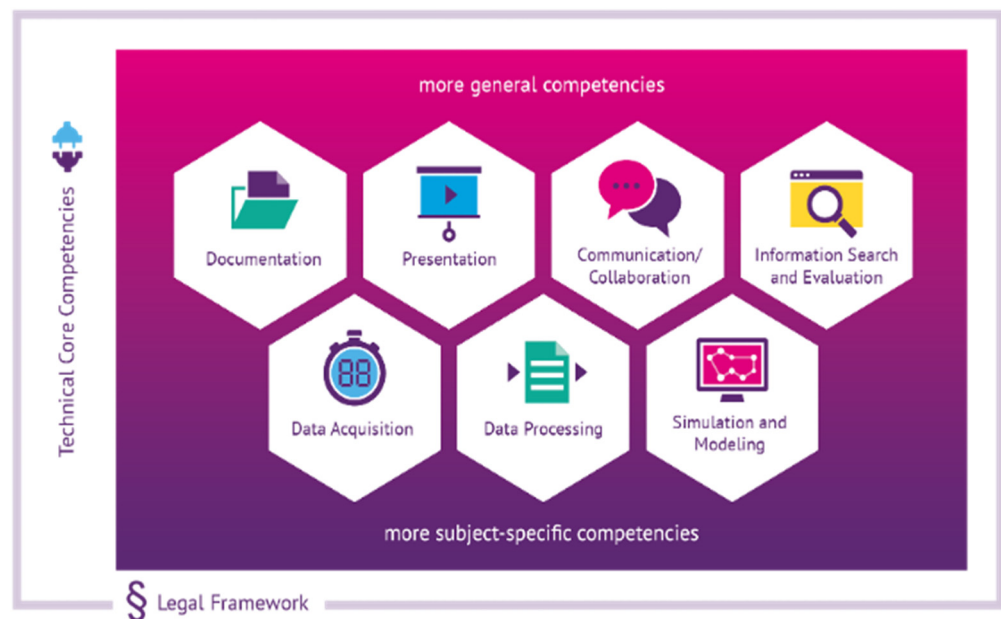 more general competencies
Documentation
Presentation
Communication/
Collaboration
Information Search
and Evaluation
88
Data Acquisition
Data Processing
Simulation and
Modeling
more subject-specific competencies
Technical Core Competencies
§ Legal Framework